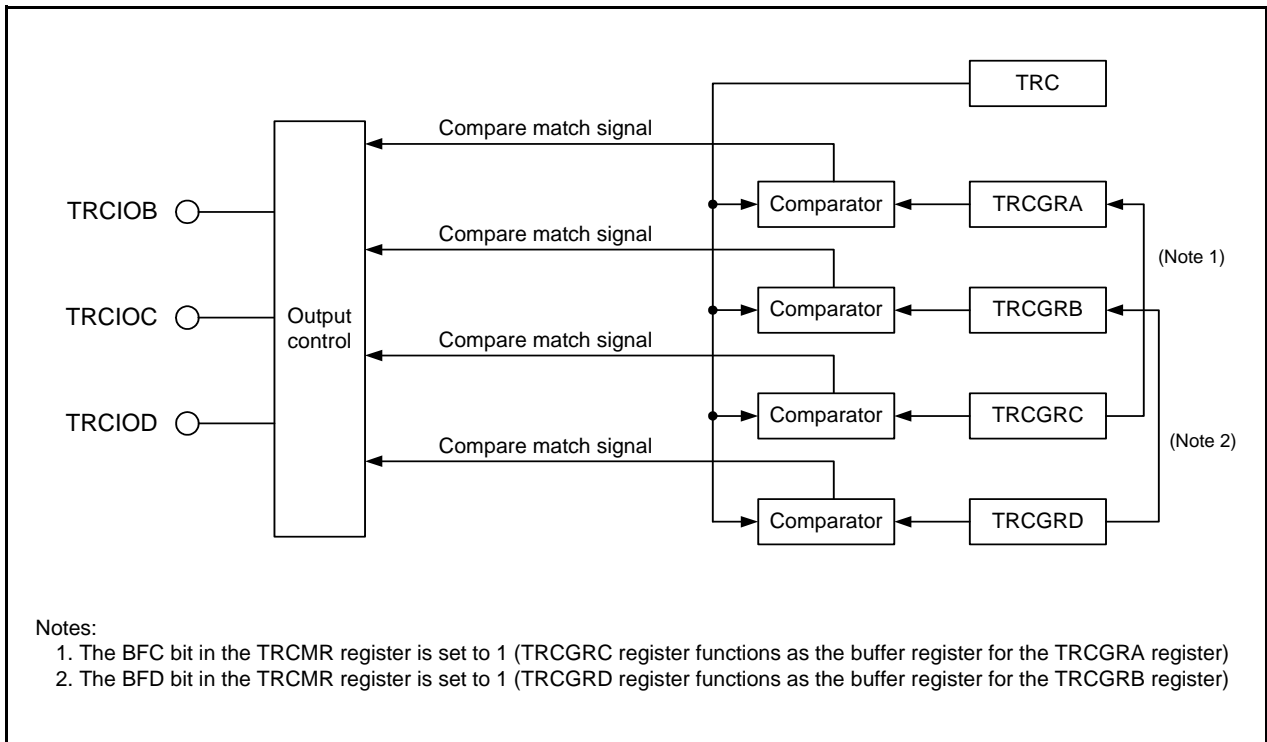 TRC
Compare match signal
Comparator
TRCGRA
TRCIOB
Compare match signal
(Note 1)
Comparator
TRCGRB
TRCIOC
Output
control
Compare match signal
Comparator
TRCGRC
TRCIOD
(Note 2)
Compare match signal
Comparator
TRCGRD
Notes:
1. The BFC bit in the TRCMR register is set to 1 (TRCGRC register functions as the buffer register for the TRCGRA register)
2. The BFD bit in the TRCMR register is set to 1 (TRCGRD register functions as the buffer register for the TRCGRB register)